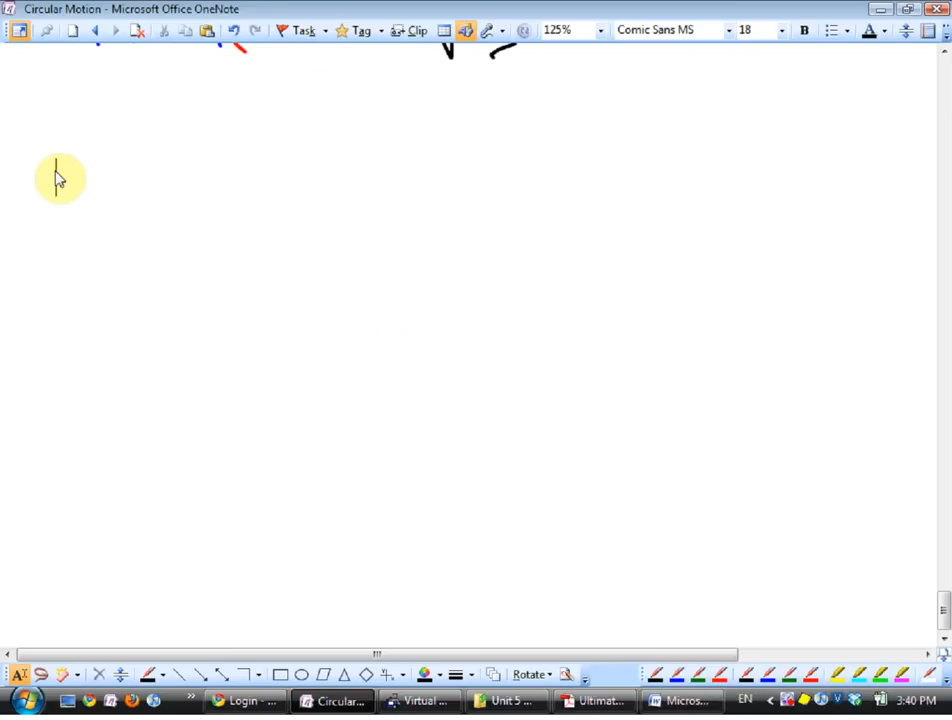 Circular Motion - Microsoft Office OneNote
Task Tag Clip 125% Comic Sans MS 18 B A
A Rotate
Login - ... Circular... Virtual ... Unit 5 ... Ultimat... Micros... EN 3:40 PM